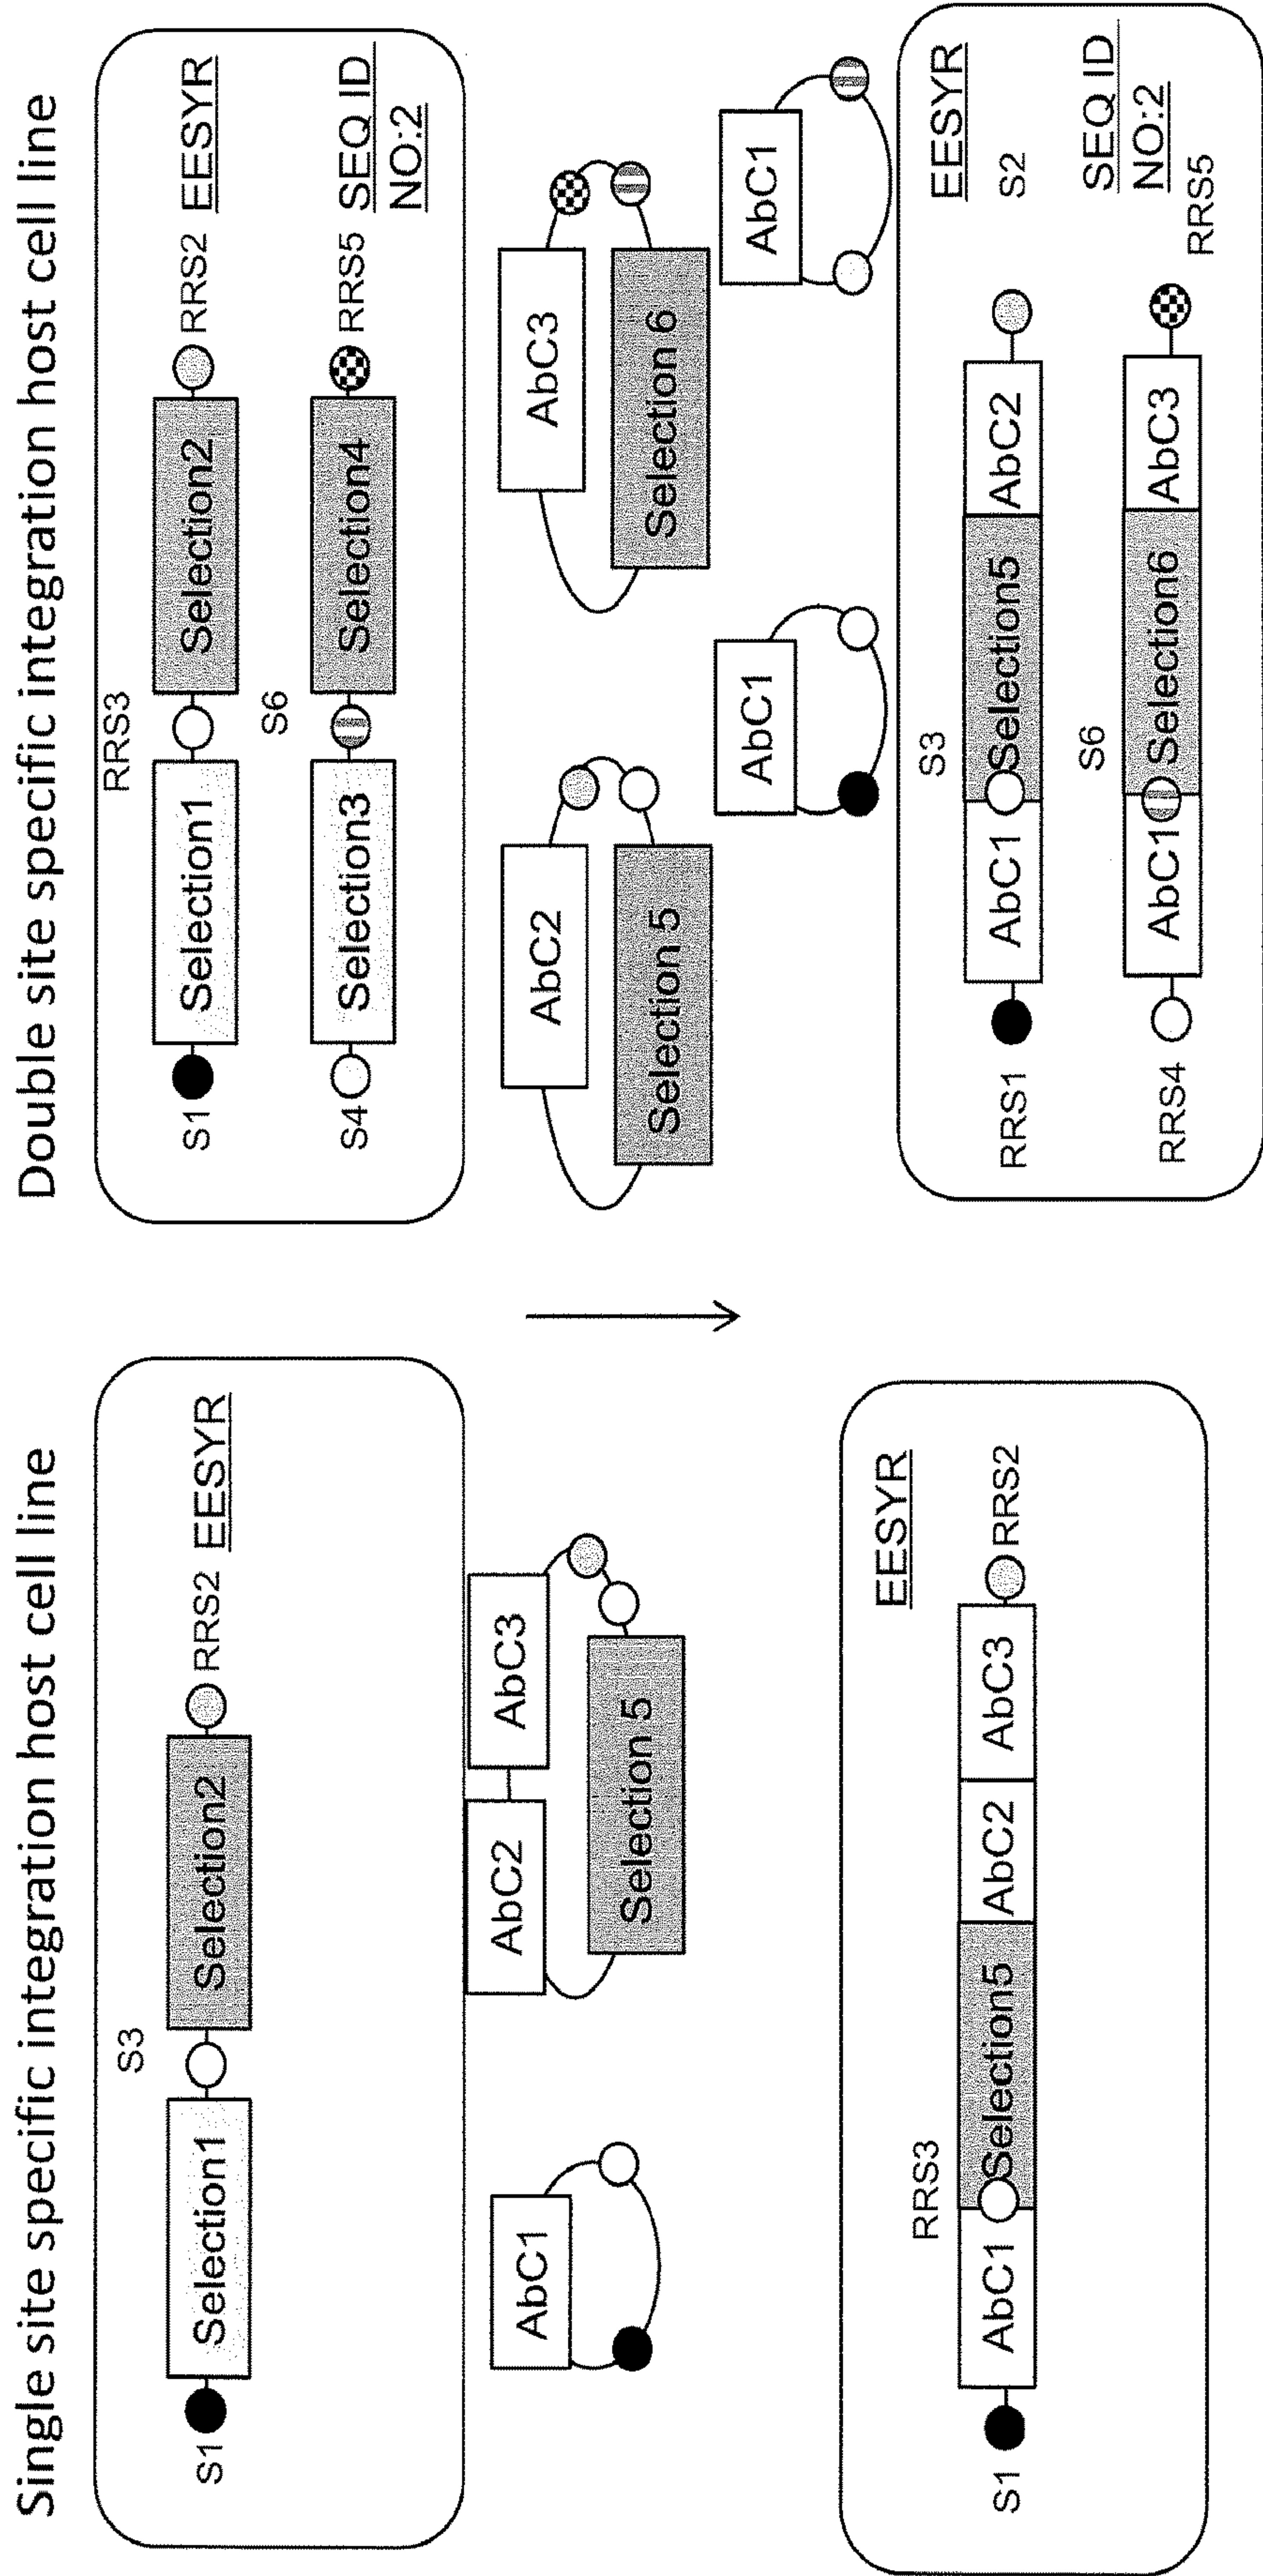 Single site specific integration host cell line
S3
S1
Selection1
Selection2
RRS2
EESYR
AbC1
AbC2
AbC3
Selection 5
EESYR
RRS3
S1
AbC1
Selection5
AbC2
AbC3
RRS2
Double site specific integration host cell line
RRS3
S1
Selection1
Selection2
RRS2
EESYR
S6
S4
Selection3
Selection4
RRS5
SEQ ID
NO:2
AbC2
Selection 5
AbC3
Selection 6
AbC1
AbC1
EESYR
S3
RRS1
AbC1
Selection5
AbC2
S2
S6
SEQ ID
NO:2
RRS4
AbC1
Selection6
AbC3
RRS5